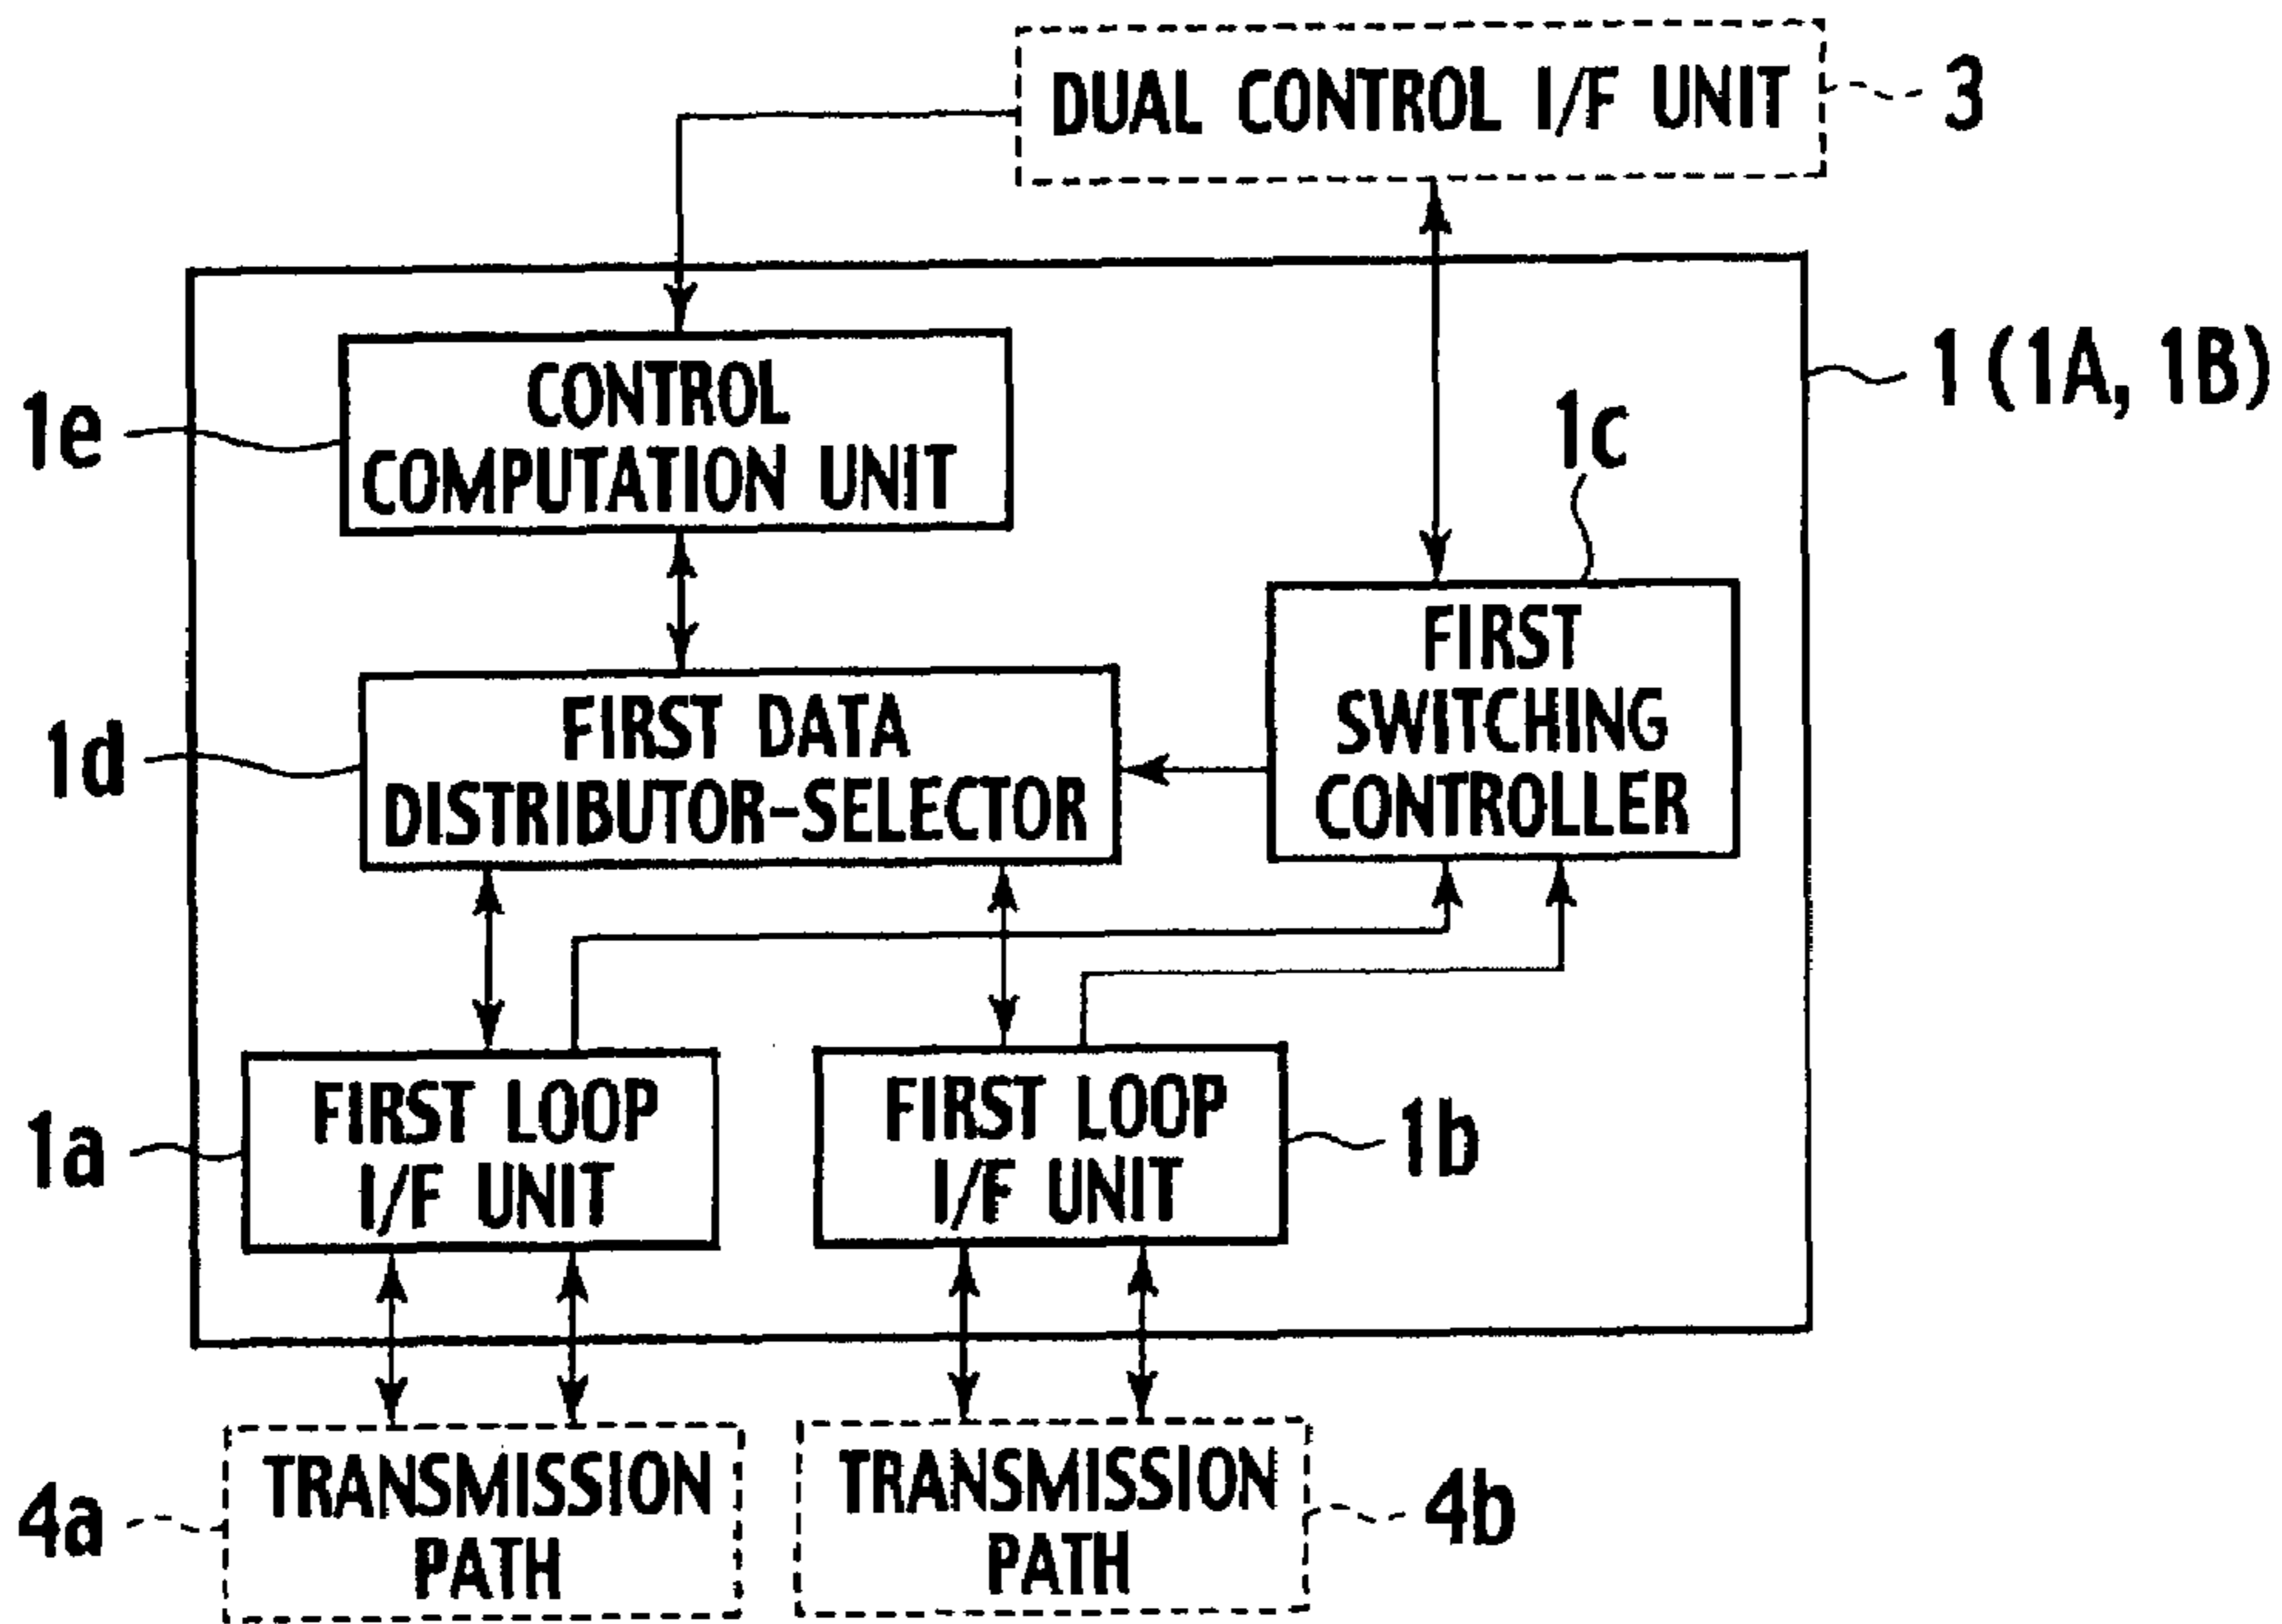 DUAL CONTROL I/F UNIT
3
1 (1A, 1B)
CONTROL
COMPUTATION UNIT
1e
1c
FIRST
SWITCHING
CONTROLLER
FIRST DATA
DISTRIBUTOR-SELECTOR
1d
FIRST LOOP
I/F UNIT
1a
FIRST LOOP
I/F UNIT
1b
TRANSMISSION
PATH
4a
TRANSMISSION
PATH
4b